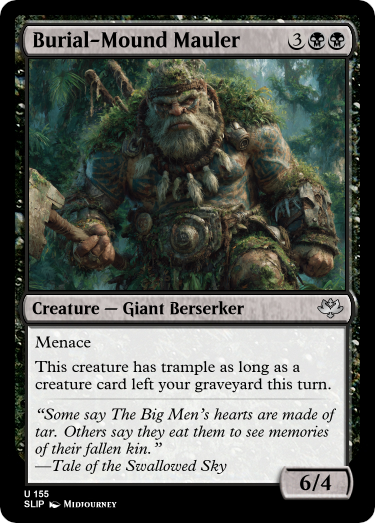 Burial-Mound Mauler 3
Creature — Giant Berserker
Menace
This creature has trample as long as a
creature card left your graveyard this turn.
“Some say The Big Men’s hearts are made of
tar. Others say they eat them to see memories
of their fallen kin.”
—Tale of the Swallowed Sky
6/4
U 155
SLIP Midjourney